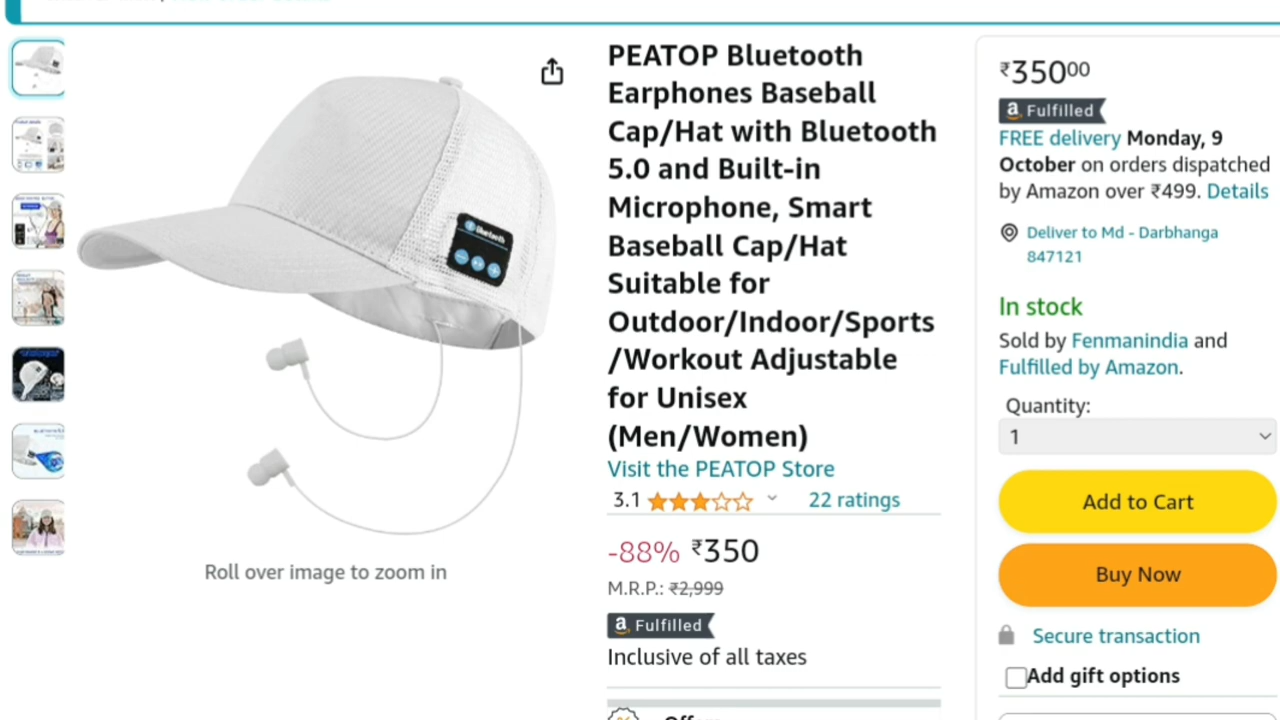 PEATOP Bluetooth
Earphones Baseball
Cap/Hat with Bluetooth
5.0 and Built-in
Microphone, Smart
Baseball Cap/Hat
Suitable for
Outdoor/Indoor/Sports
/Workout Adjustable
for Unisex
(Men/Women)
Visit the PEATOP Store
3.1 22 ratings
-88% ₹350
M.R.P.: ₹2,999
a Fulfilled
Inclusive of all taxes
Bluetooth
Roll over image to zoom in
₹35000
a Fulfilled
FREE delivery Monday, 9
October on orders dispatched
by Amazon over ₹499. Details
Deliver to Md - Darbhanga
847121
In stock
Sold by Fenmanindia and
Fulfilled by Amazon.
Quantity:
1
Add to Cart
Buy Now
Secure transaction
Add gift options